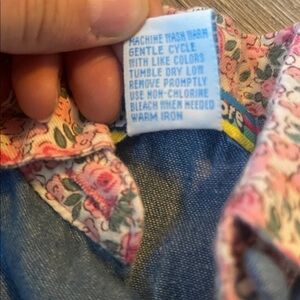 MACHINE WASH WARM
GENTLE CYCLE
WITH LIKE COLORS
TUMBLE DRY LOW
REMOVE PROMPTLY
USE NON-CHLORINE
BLEACH WHEN NEEDED
WARM IRON